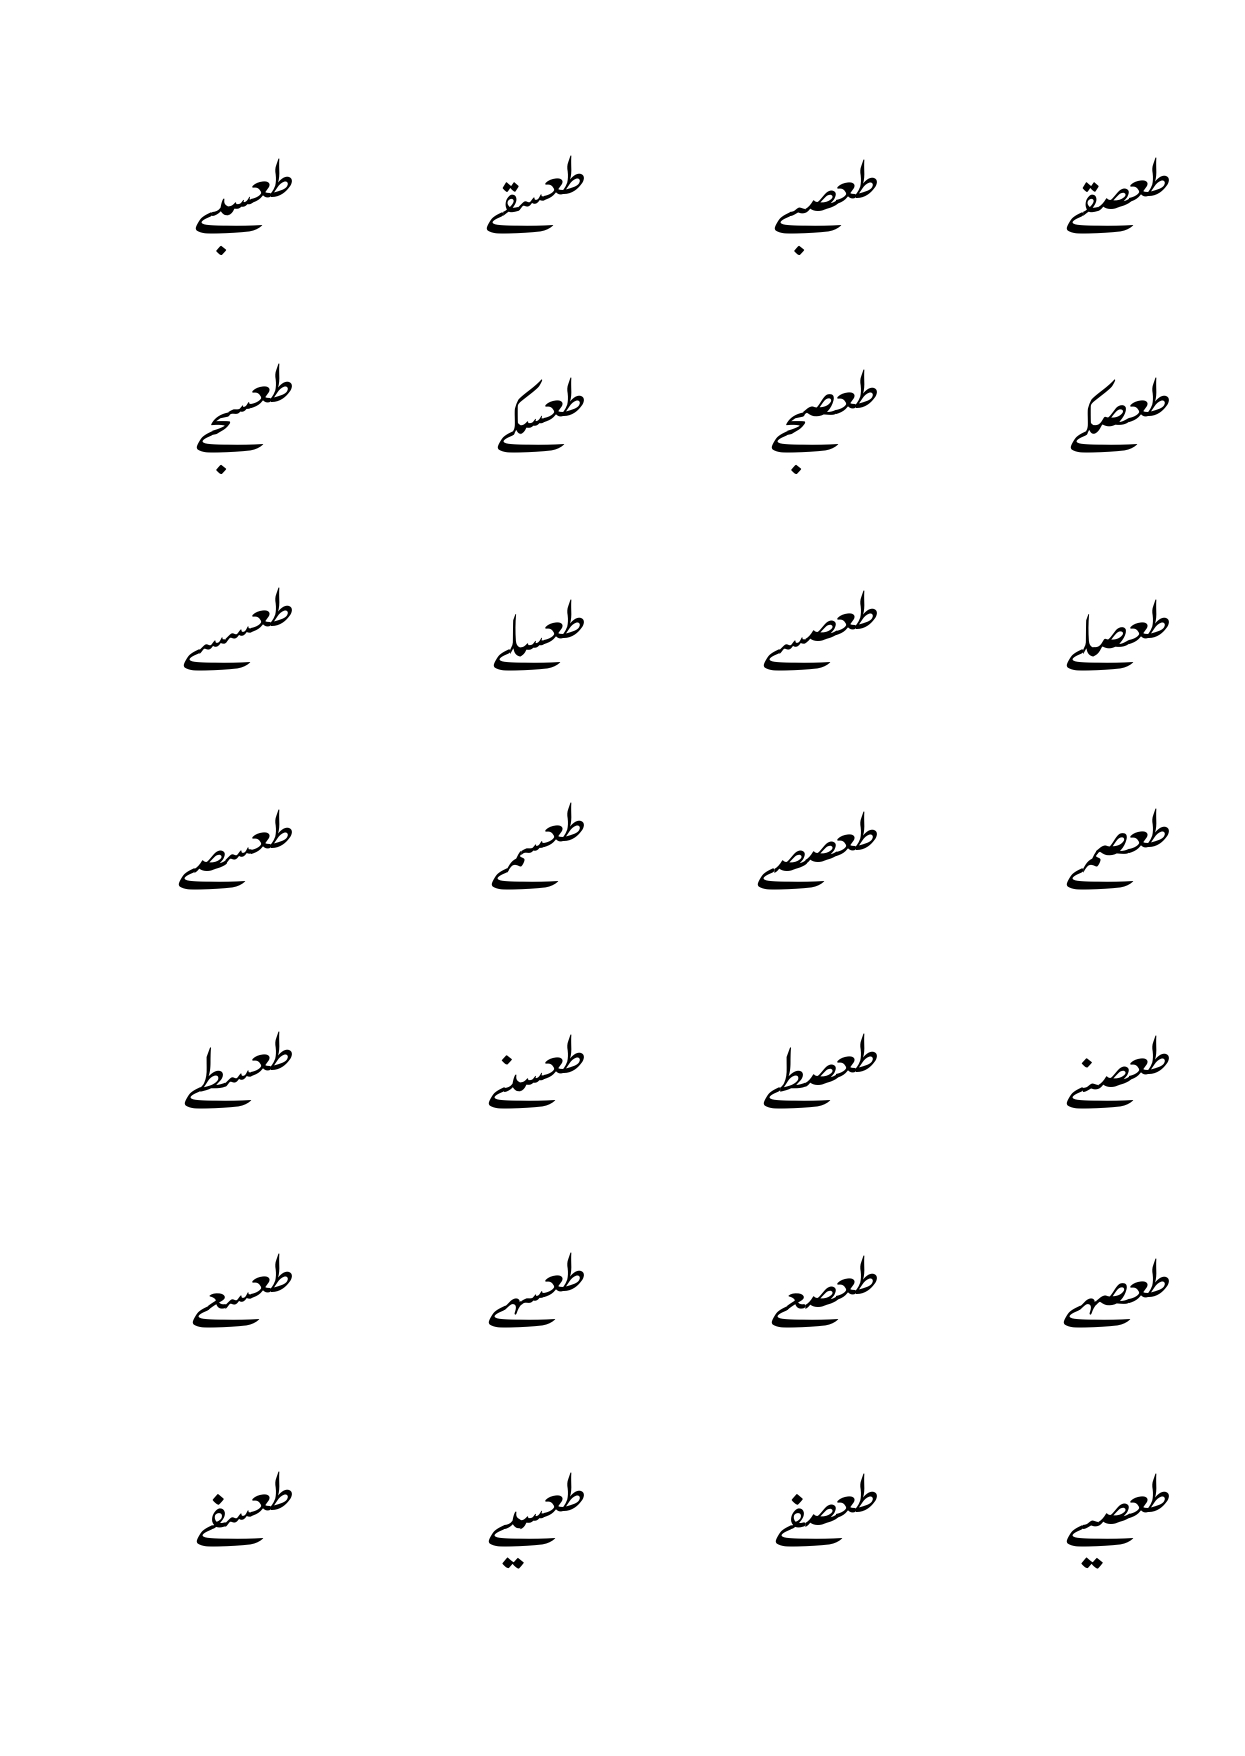 طعصقے طعصبے طعسقے طعسبے
طعصکے طعصجے طعسکے طعسجے
طعصلے طعصسے طعسلے طعسسے
طعصمے طعصصے طعسمے طعسصے
طعصنے طعصطے طعسنے طعسطے
طعصہے طعصعے طعسہے طعسعے
طعصیے طعصفے طعسیے طعسفے